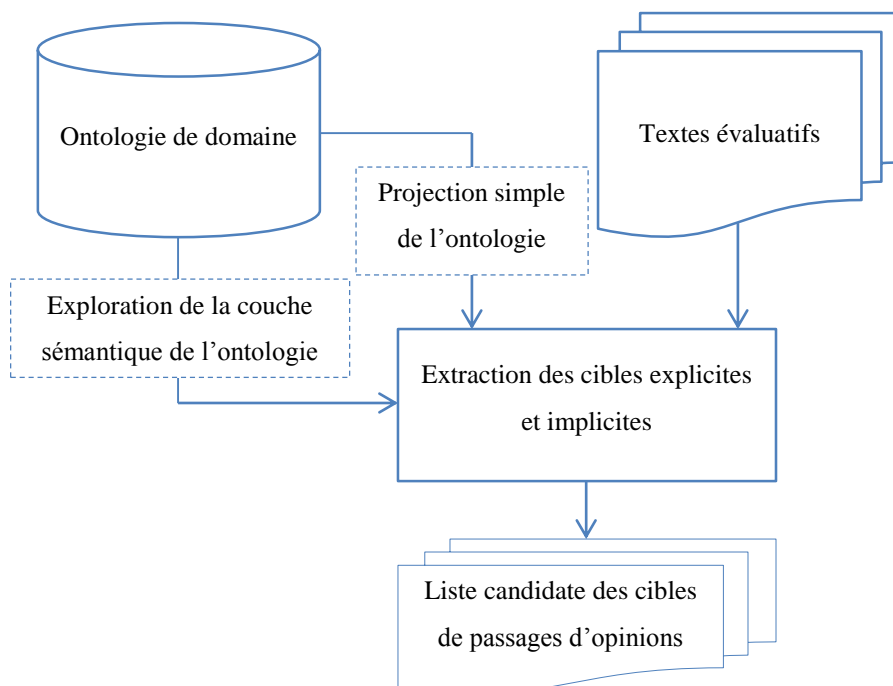 Ontologie de domaine
Textes évaluatifs
Projection simple
de l’ontologie
Exploration de la couche
sémantique de l’ontologie
Extraction des cibles explicites
et implicites
Liste candidate des cibles
de passages d’opinions